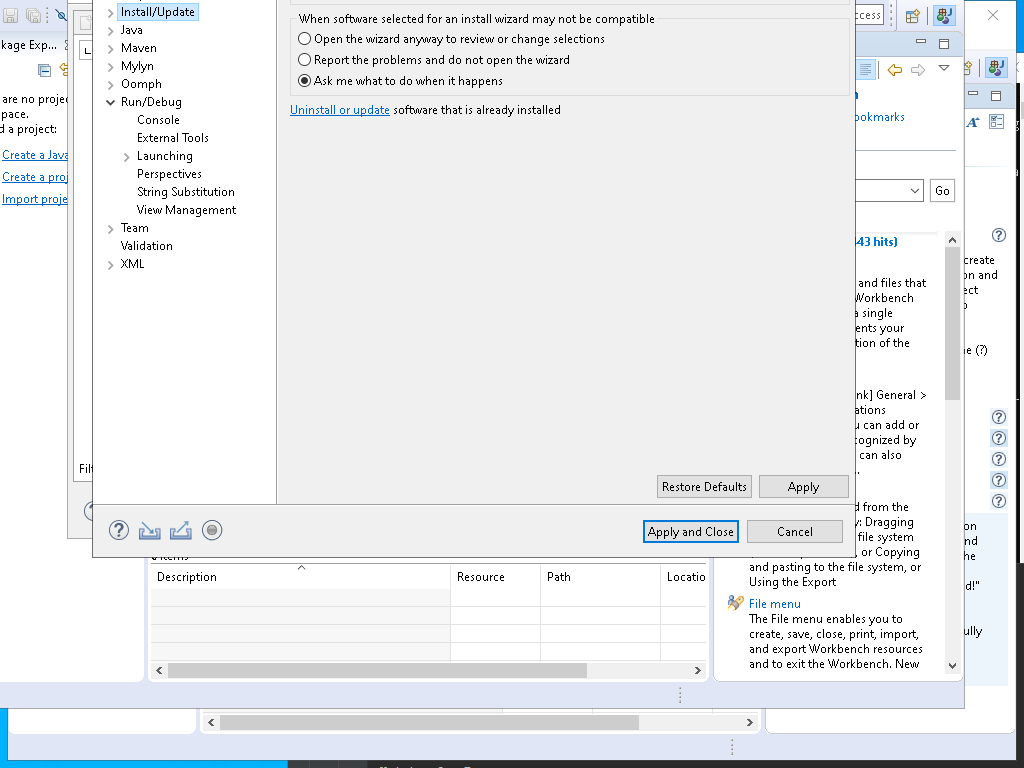 Install/Update
Java
Maven
Mylyn
Oomph
Run/Debug
Console
External Tools
Launching
Perspectives
String Substitution
View Management
Team
Validation
XML
When software selected for an install wizard may not be compatible
Open the wizard anyway to review or change selections
Report the problems and do not open the wizard
Ask me what to do when it happens
Uninstall or update software that is already installed
Restore Defaults
Apply
Apply and Close
Cancel
kage Exp...
are no projec
pace.
d a project:
Create a Java
Create a proj
Import proje
Filt
Description
Resource
Path
Locatio
ccess
ookmarks
Go
43 hits)
and files that
Workbench
a single
ents your
tion of the
nk] General >
ations
u can add or
cognized by
can also
d from the
y: Dragging
file system
, or Copying
and pasting to the file system, or
Using the Export
File menu
The File menu enables you to
create, save, close, print, import,
and export Workbench resources
and to exit the Workbench. New
create
on and
ect
ne (?)
on
nd
he
d!"
ully